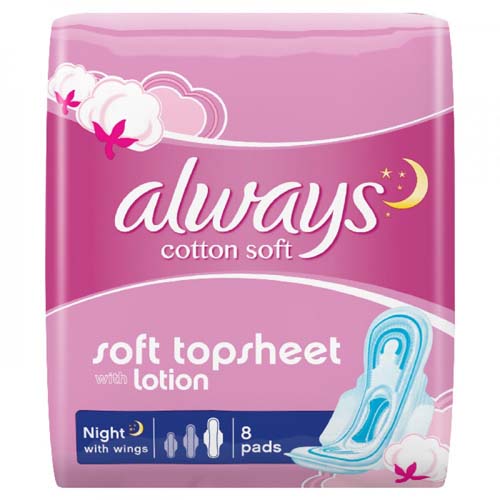 always
cotton soft
soft topsheet
with lotion
Night
with wings
8
pads